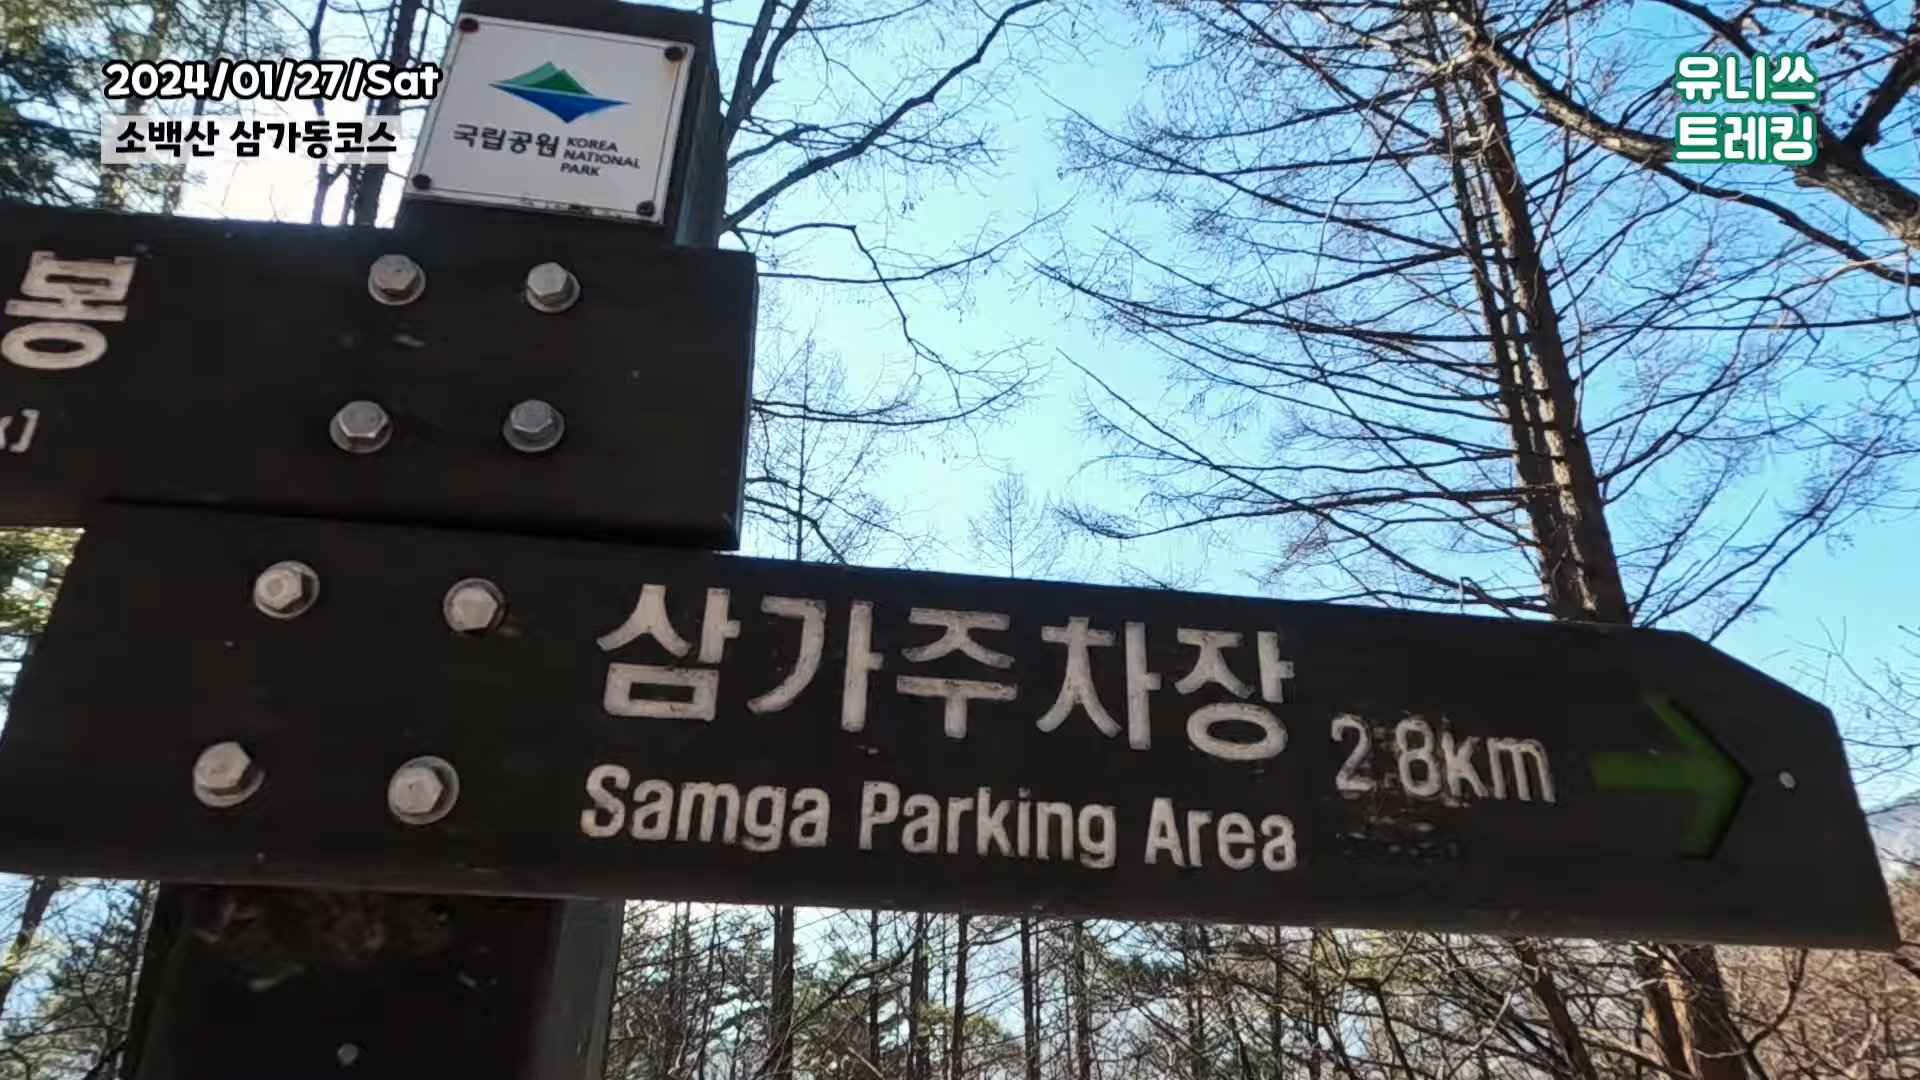 2024/01/27/Sat
소백산 삼가동코스
유니쓰
트레킹
국립공원 KOREA
NATIONAL
PARK
봉
k)
삼가주차장 2.8km
Samga Parking Area